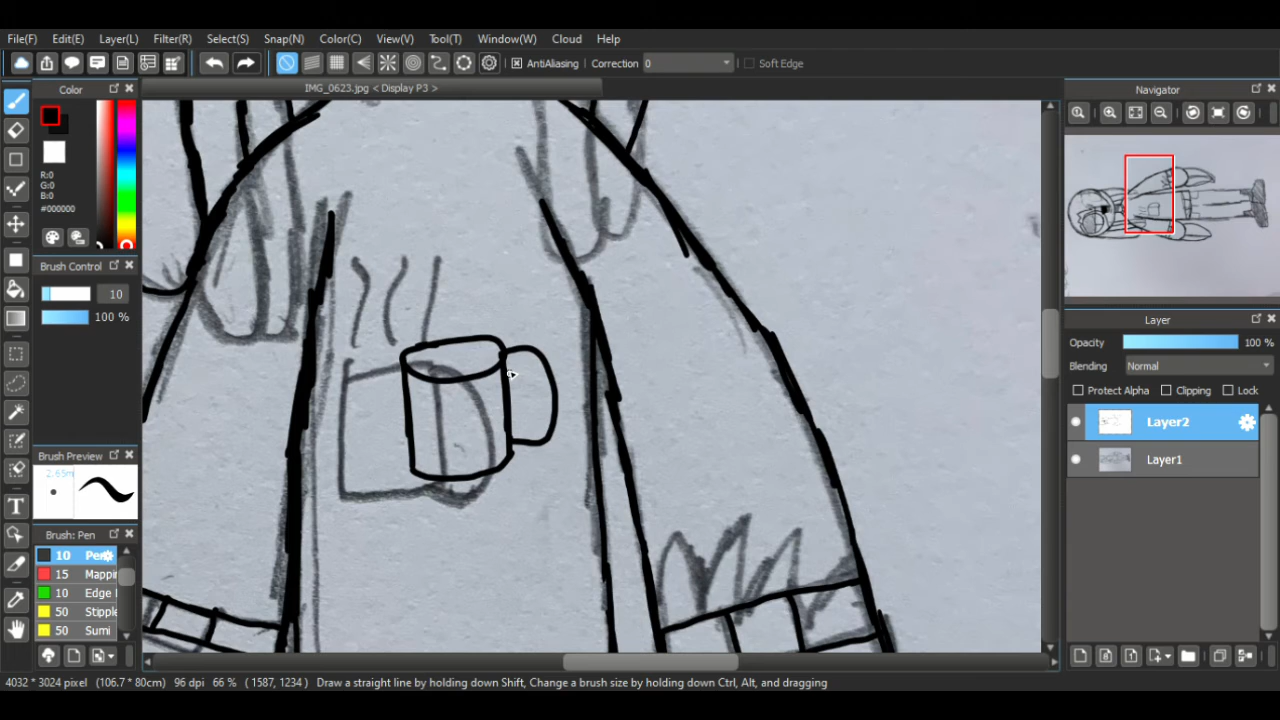 File(F) Edit(E) Layer(L) Filter(R) Select(S) Snap(N) Color(C) View(V) Tool(T) Window(W) Cloud Help
AntiAliasing Correction 0 Soft Edge
Color
IMG_0623.jpg < Display P3 >
Navigator
R:0
G:0
B:0
#000000
Brush Control
10
100 %
Layer
Opacity 100 %
Blending Normal
Protect Alpha Clipping Lock
Layer2
Layer1
Brush Preview
Brush: Pen
10 Pen
15 Mappin
10 Edge
50 Stipple
50 Sumi
4032 * 3024 pixel (106.7 * 80cm) 96 dpi 66 % ( 1587, 1234 ) Draw a straight line by holding down Shift, Change a brush size by holding down Ctrl, Alt, and dragging